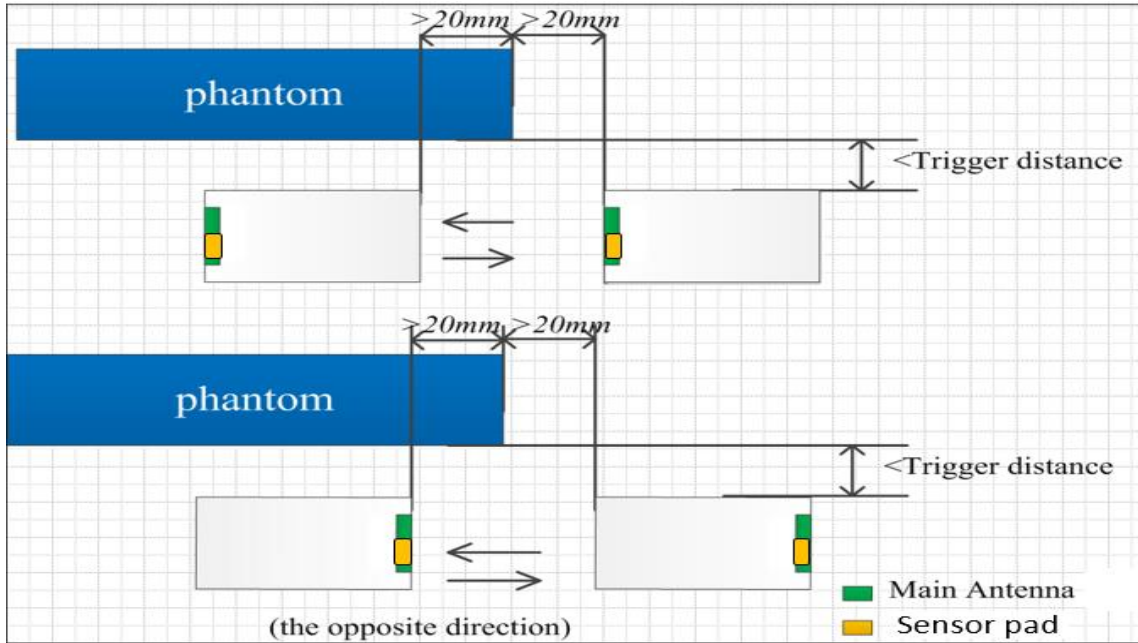 >20mm >20mm
phantom
<Trigger distance
>20mm >20mm
phantom
<Trigger distance
Main Antenna
(the opposite direction)
Sensor pad